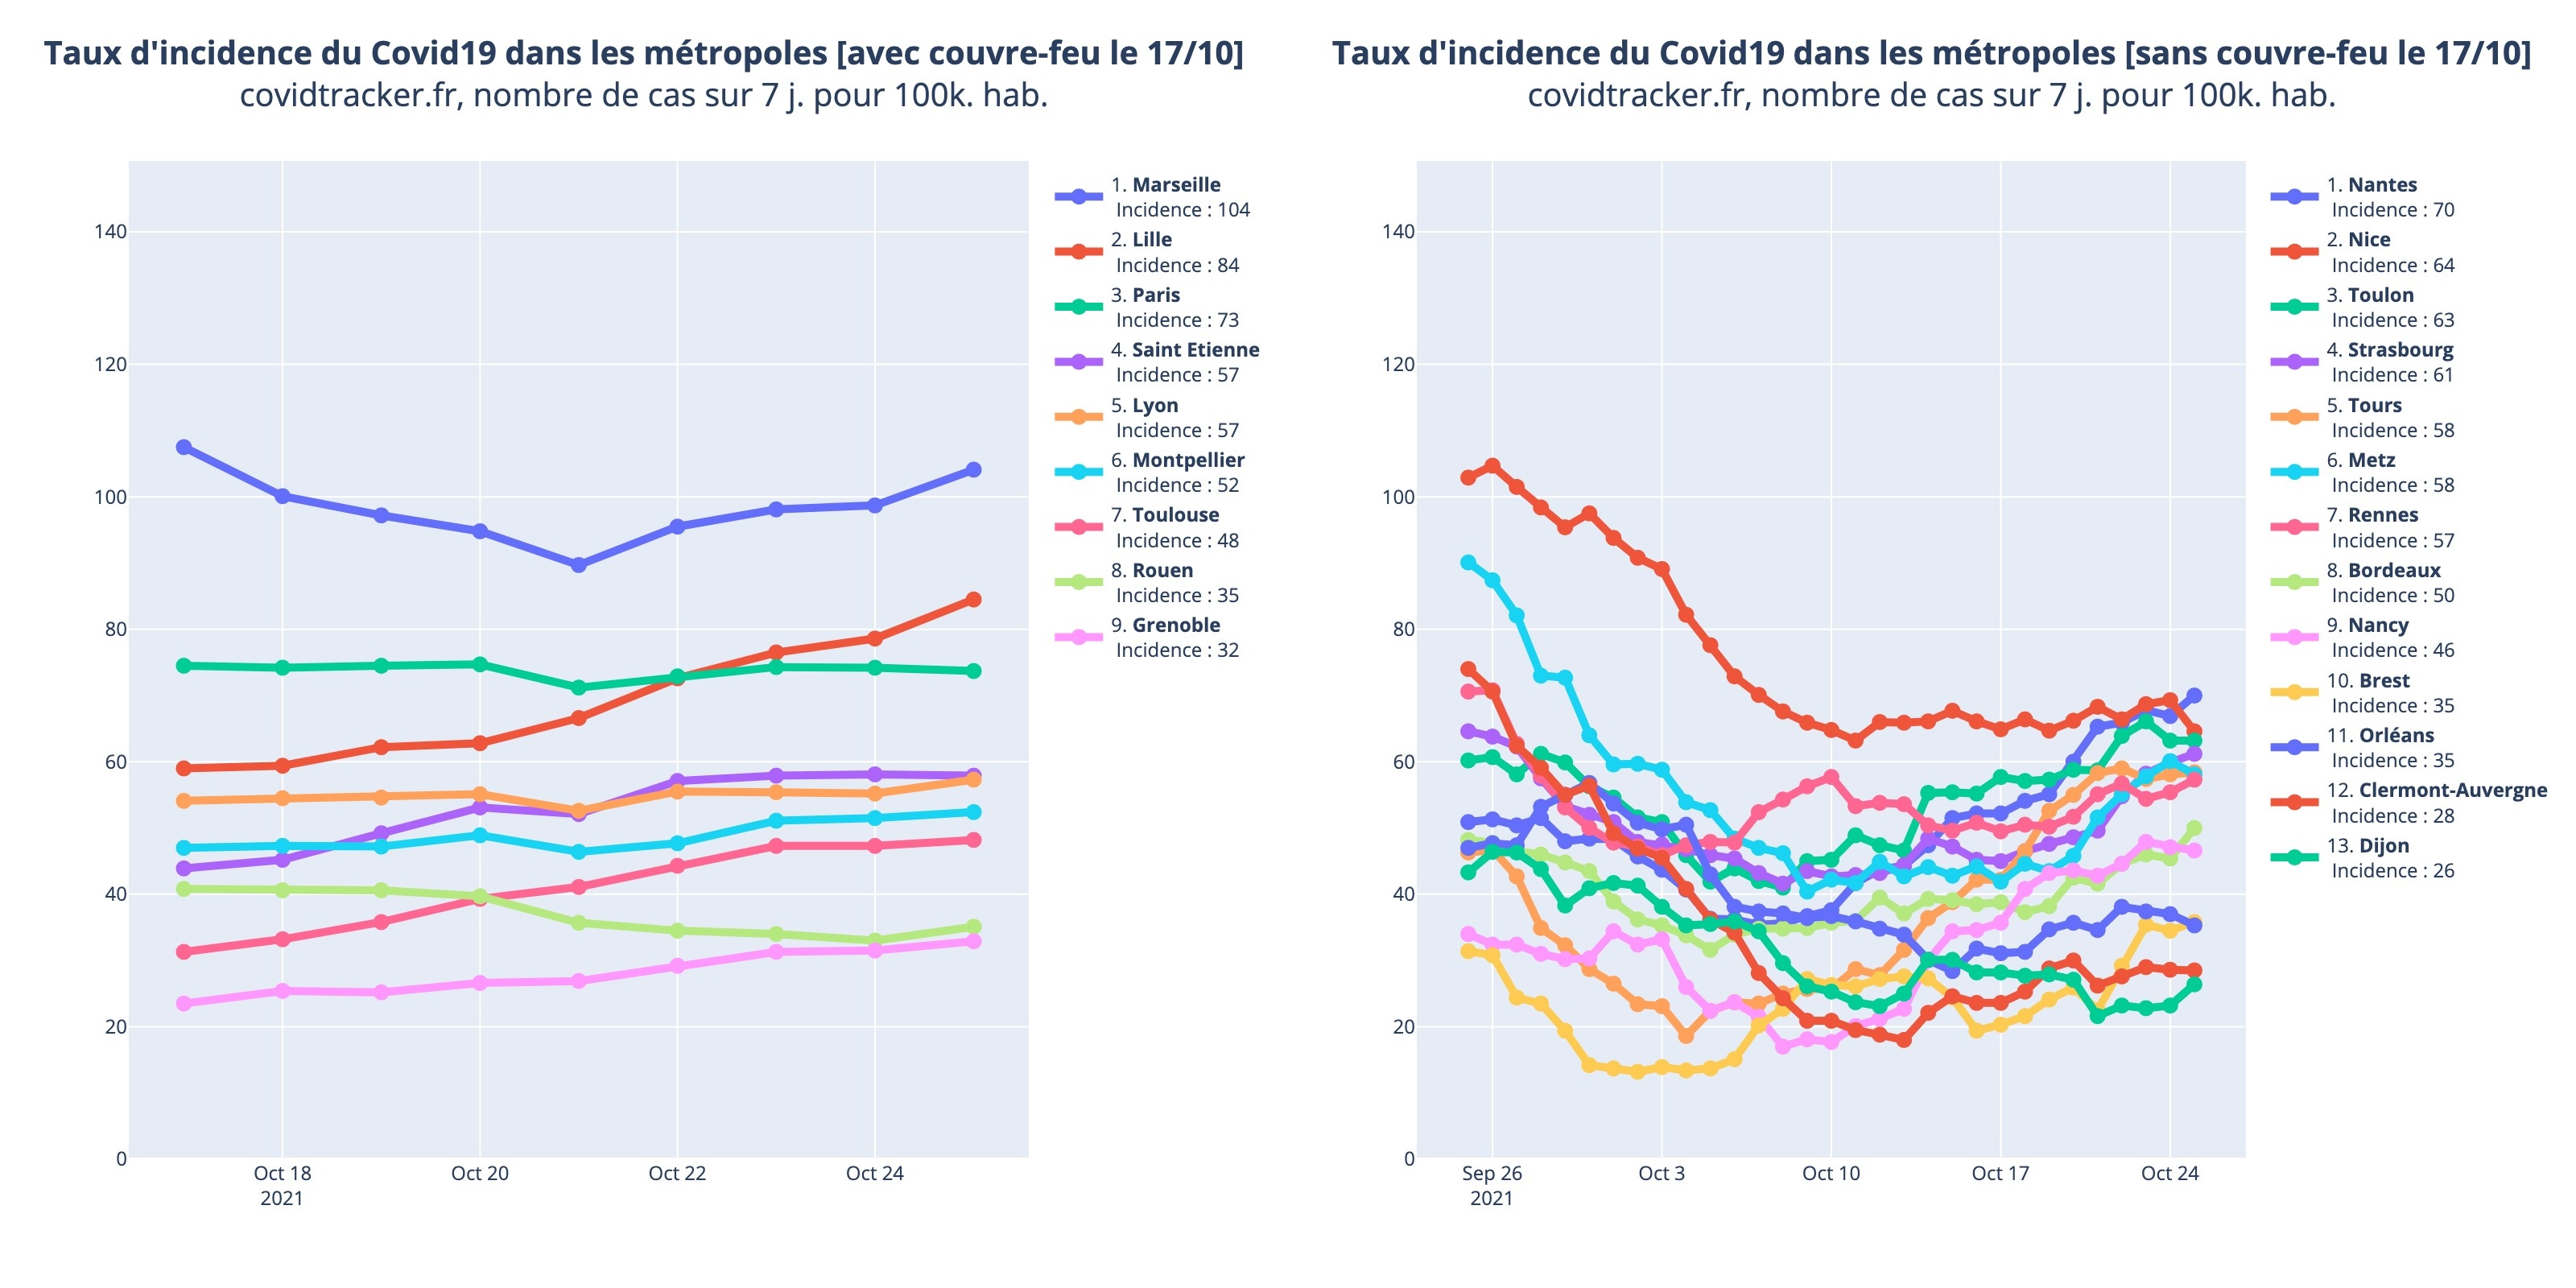 Taux d'incidence du Covid19 dans les métropoles [avec couvre-feu le 17/10]
covidtracker.fr, nombre de cas sur 7 j. pour 100k. hab.
140
120
100
80
60
40
20
0
Oct 18
2021
Oct 20
Oct 22
Oct 24
1. Marseille
Incidence : 104
2. Lille
Incidence : 84
3. Paris
Incidence : 73
4. Saint Etienne
Incidence : 57
5. Lyon
Incidence : 57
6. Montpellier
Incidence : 52
7. Toulouse
Incidence : 48
8. Rouen
Incidence : 35
9. Grenoble
Incidence : 32
Taux d'incidence du Covid19 dans les métropoles [sans couvre-feu le 17/10]
covidtracker.fr, nombre de cas sur 7 j. pour 100k. hab.
140
120
100
80
60
40
20
0
Sep 26
2021
Oct 3
Oct 10
Oct 17
Oct 24
1. Nantes
Incidence : 70
2. Nice
Incidence : 64
3. Toulon
Incidence : 63
4. Strasbourg
Incidence : 61
5. Tours
Incidence : 58
6. Metz
Incidence : 58
7. Rennes
Incidence : 57
8. Bordeaux
Incidence : 50
9. Nancy
Incidence : 46
10. Brest
Incidence : 35
11. Orléans
Incidence : 35
12. Clermont-Auvergne
Incidence : 28
13. Dijon
Incidence : 26